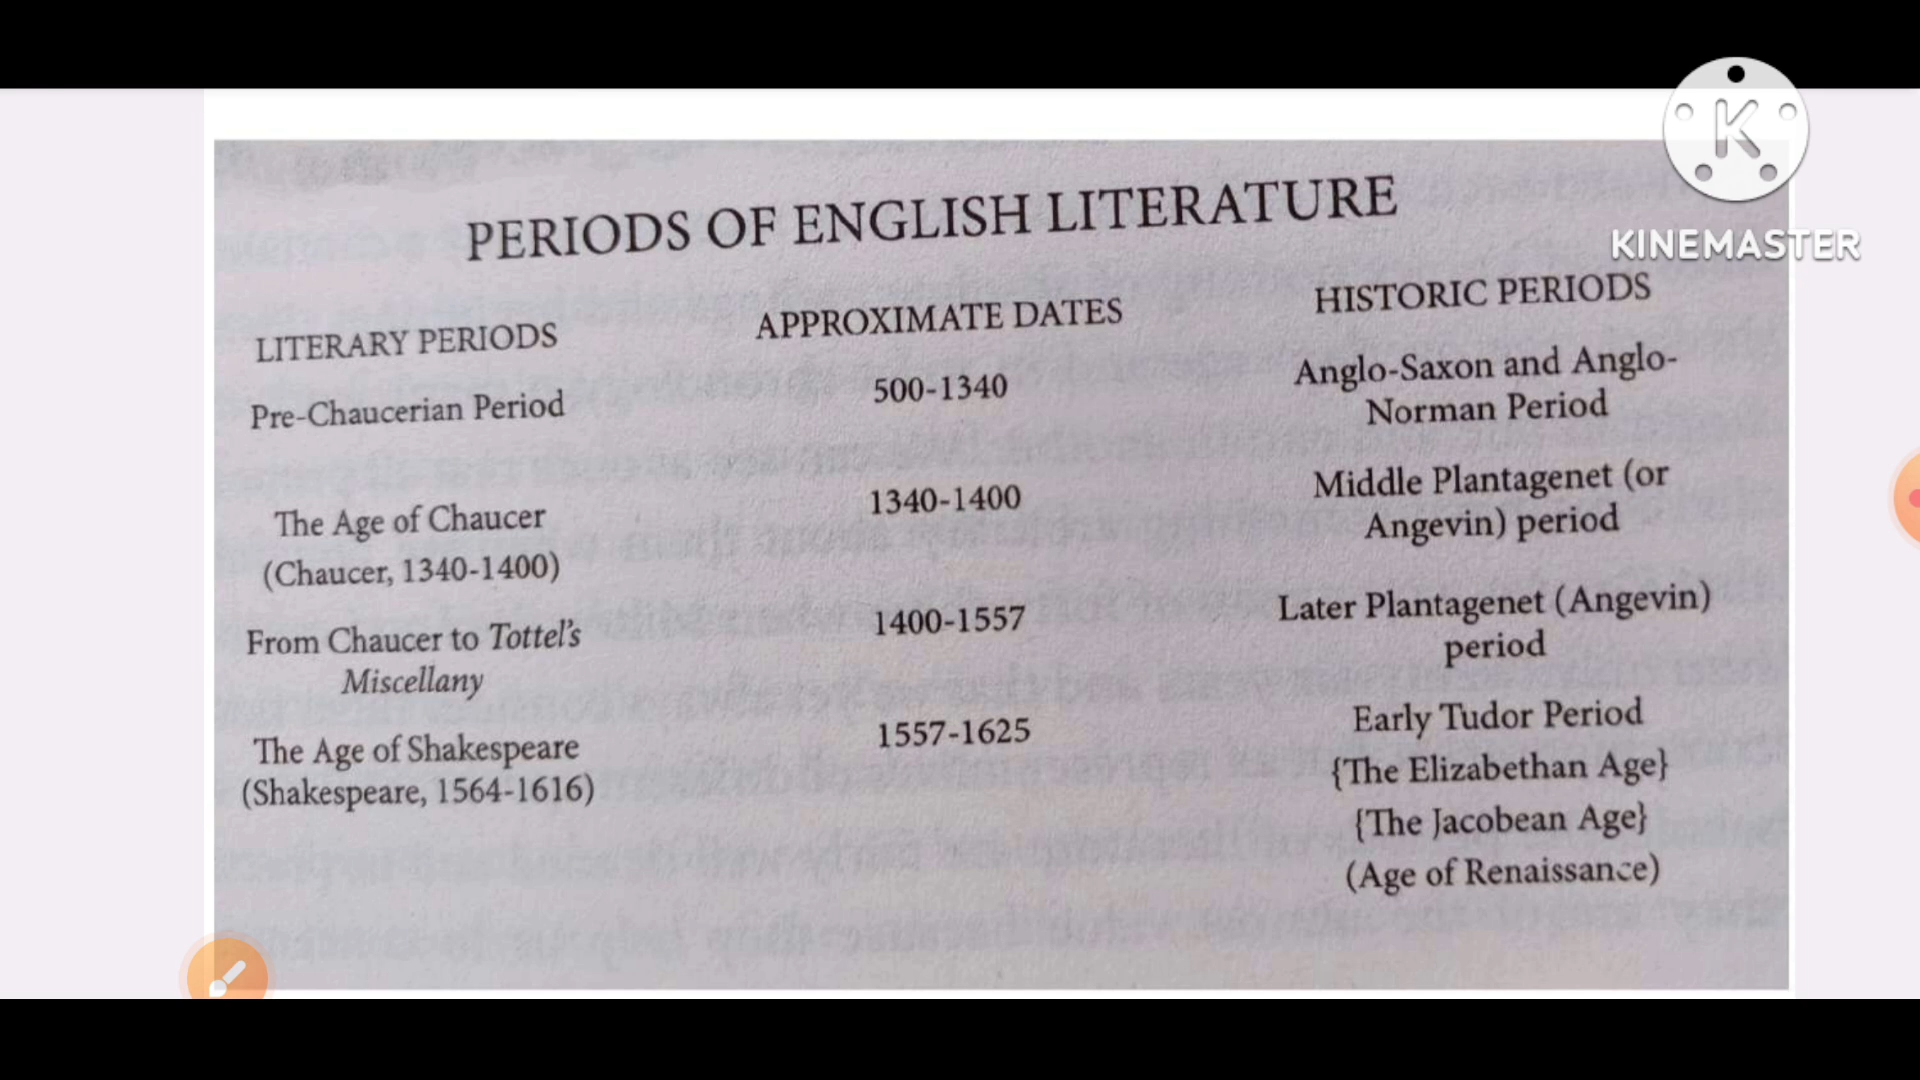 K
KINEMASTER
PERIODS OF ENGLISH LITERATURE
LITERARY PERIODS APPROXIMATE DATES HISTORIC PERIODS
Pre-Chaucerian Period 500-1340 Anglo-Saxon and Anglo-
Norman Period
The Age of Chaucer 1340-1400 Middle Plantagenet (or
(Chaucer, 1340-1400) Angevin) period
From Chaucer to Tottel's 1400-1557 Later Plantagenet (Angevin)
Miscellany period
The Age of Shakespeare 1557-1625 Early Tudor Period
(Shakespeare, 1564-1616) {The Elizabethan Age}
{The Jacobean Age}
(Age of Renaissance)